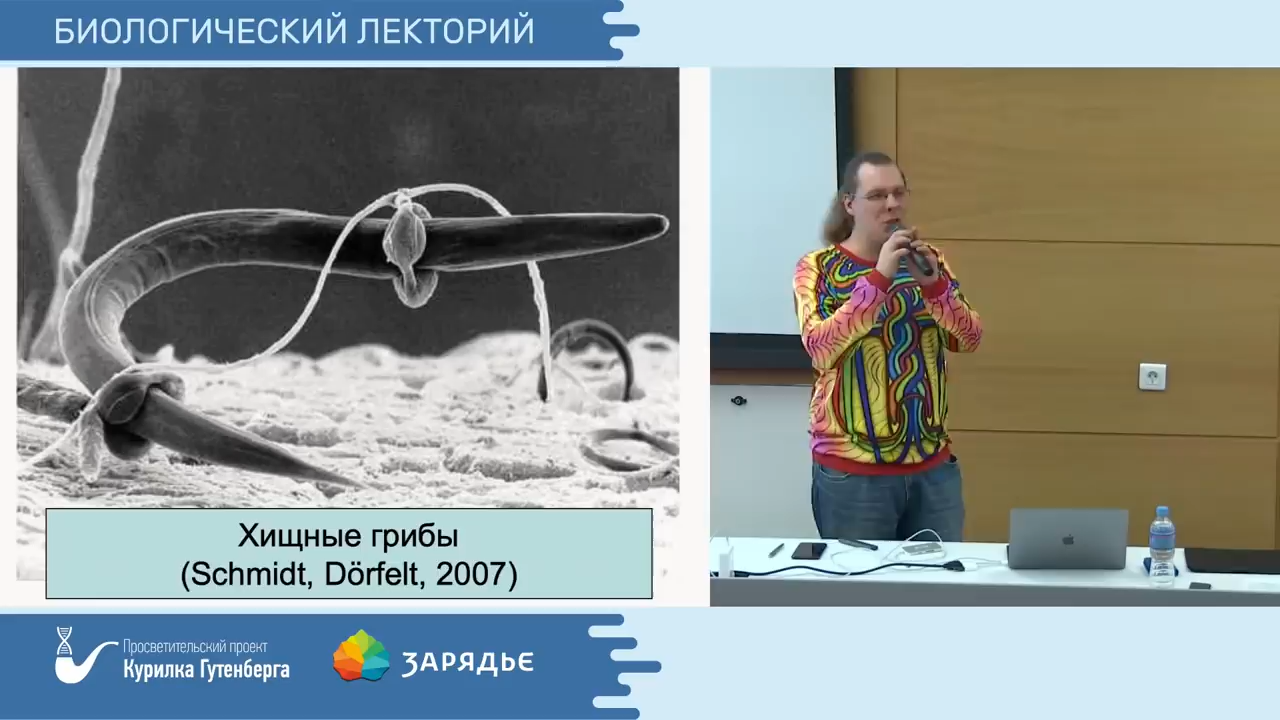 БИОЛОГИЧЕСКИЙ ЛЕКТОРИЙ
Хищные грибы
(Schmidt, Dörfelt, 2007)
Просветительский проект
Курилка Гутенберга
ЗАРЯДЬЕ